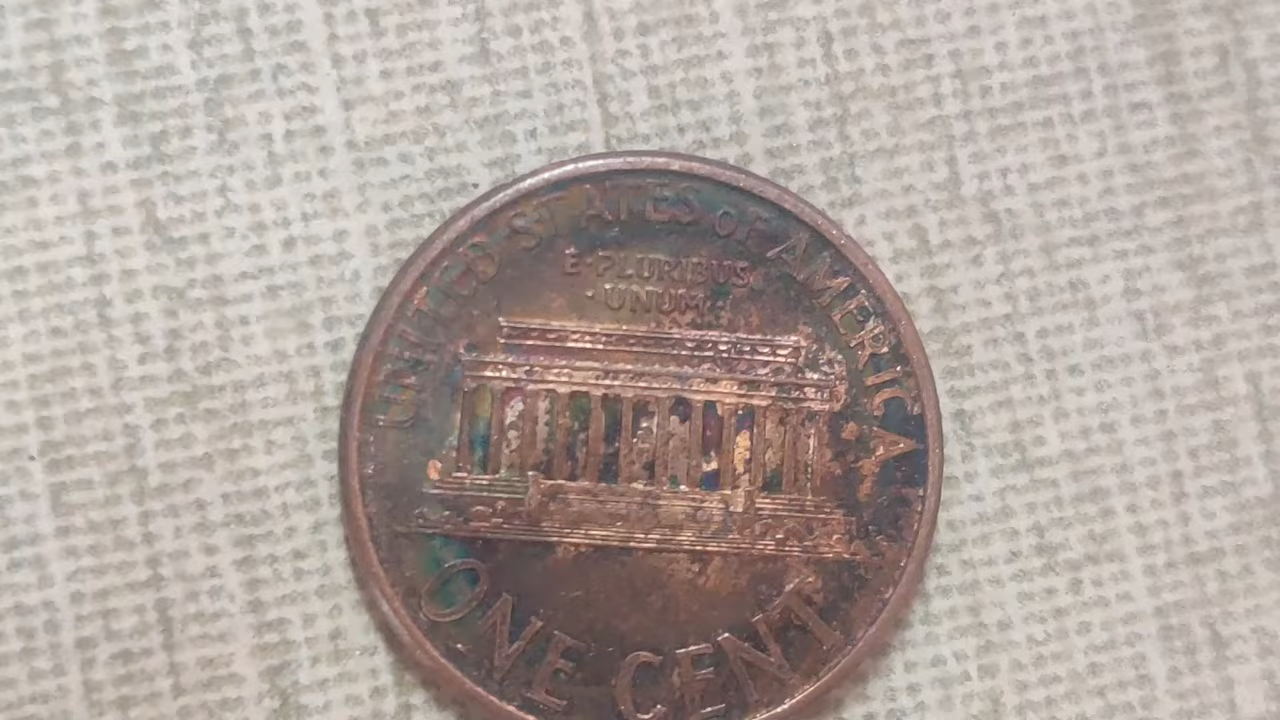 UNITED STATES OF AMERICA
E·PLURIBUS
·UNUM·
ONE CENT